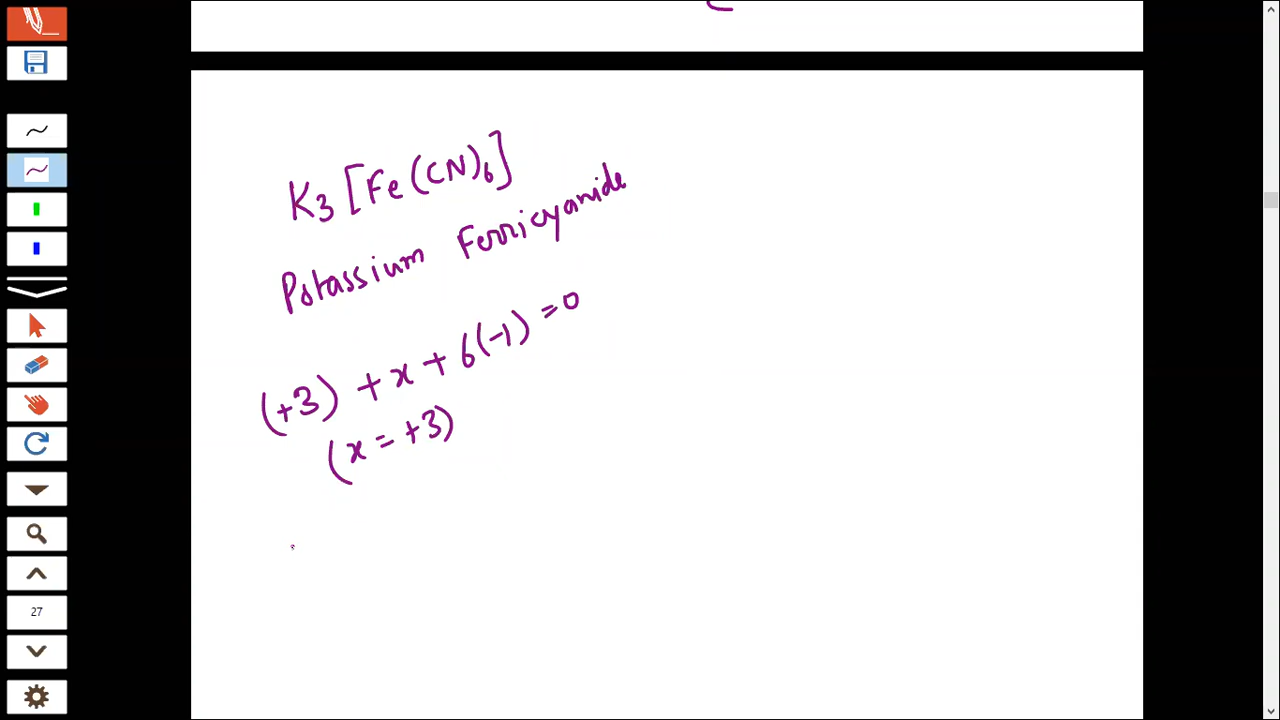 K3[Fe(CN)6]
Potassium Ferricyanide
(+3) + x + 6(-1) = 0
(x = +3)
27